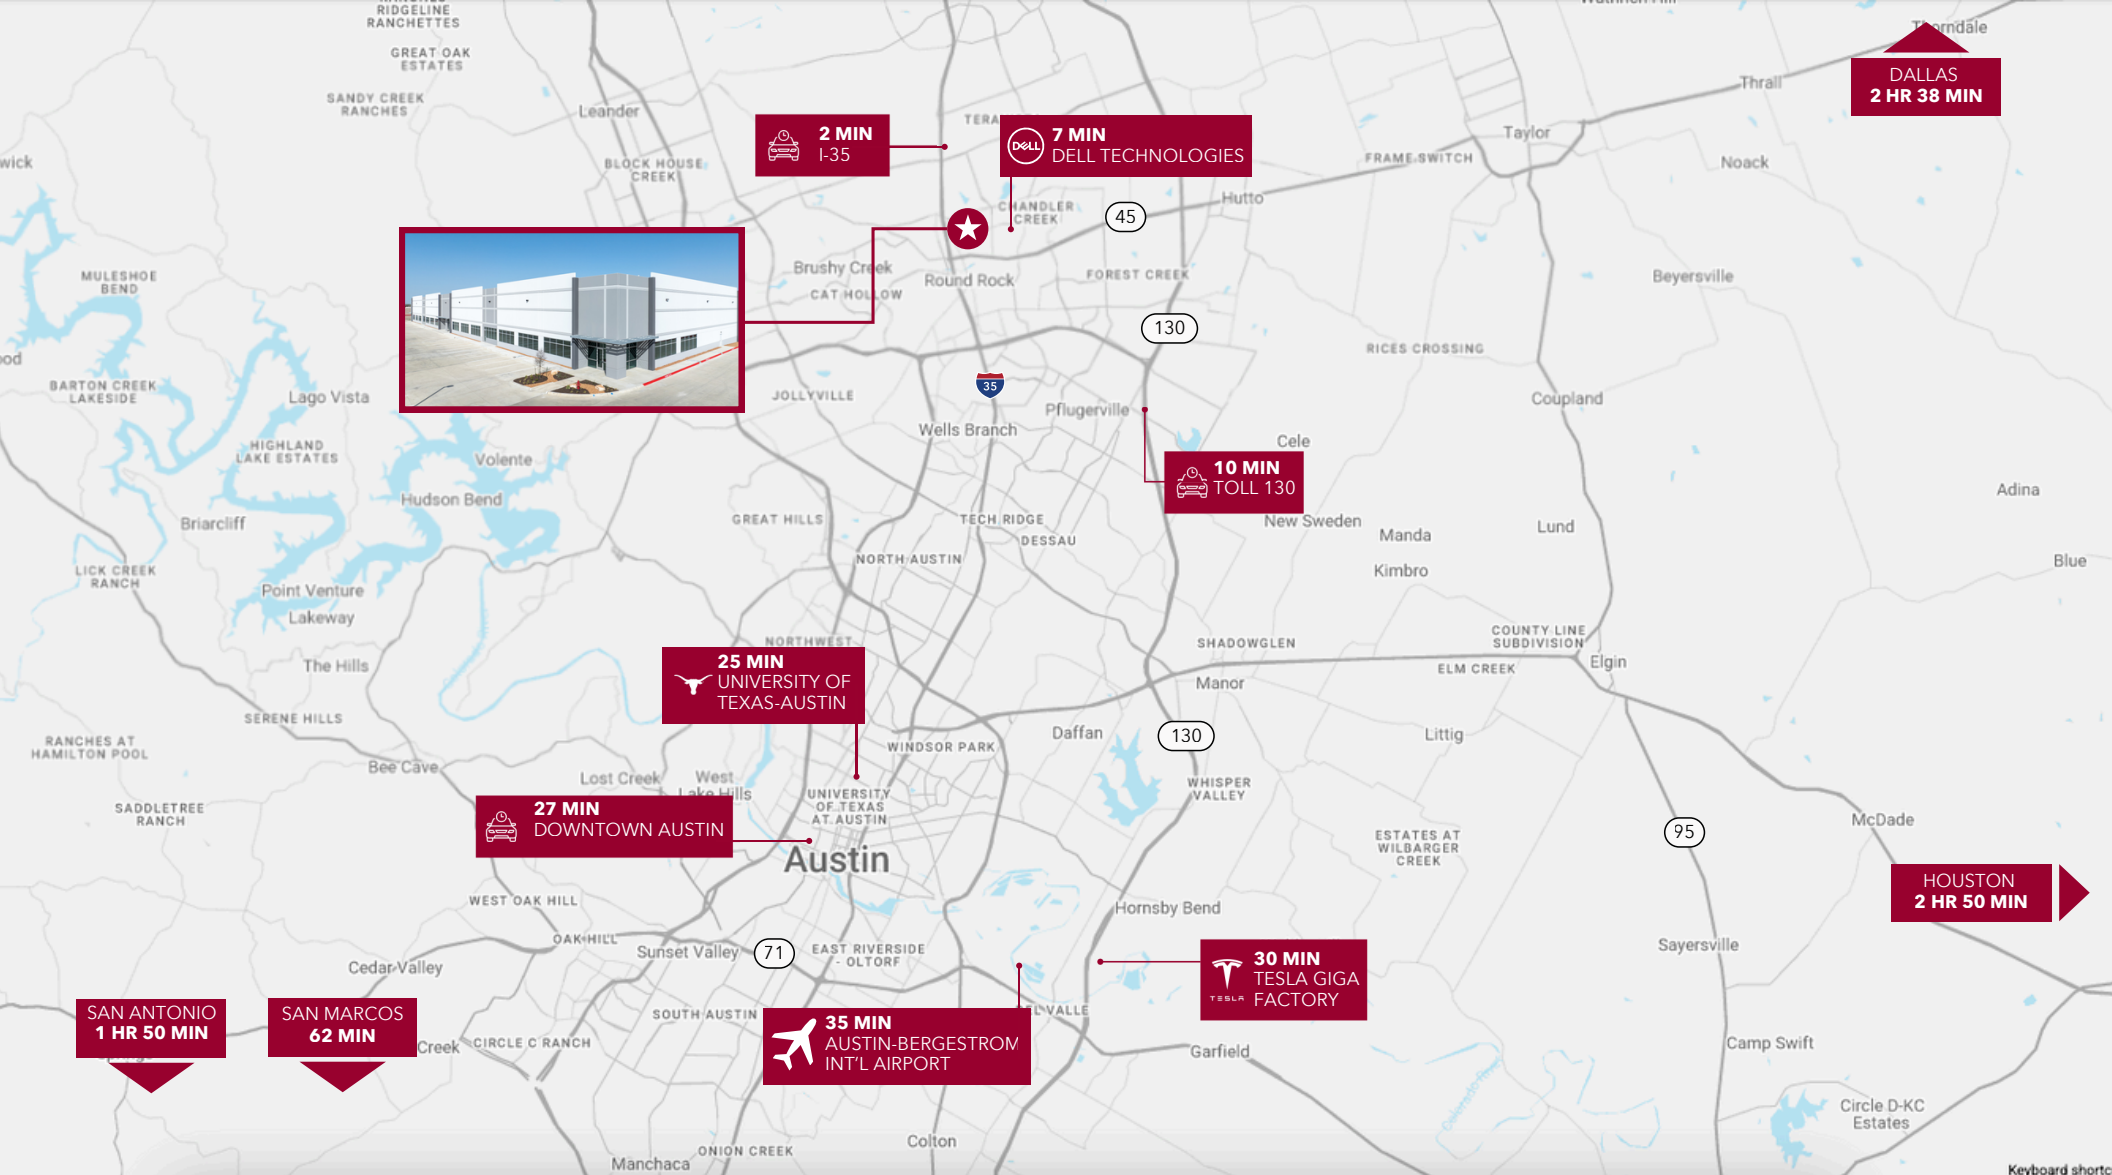 RIDGELINE
RANCHETTES
GREAT OAK
ESTATES
SANDY CREEK
RANCHES
Leander
Thrall
DALLAS
2 HR 38 MIN
2 MIN
I-35
DELL
7 MIN
DELL TECHNOLOGIES
Taylor
FRAME SWITCH
Noack
BLOCK HOUSE
CREEK
CHANDLER
CREEK
45
Hutto
MULESHOE
BEND
Brushy Creek
CAT HOLLOW
Round Rock
FOREST CREEK
Beyersville
130
RICES CROSSING
BARTON CREEK
LAKESIDE
Lago Vista
JOLLYVILLE
35
Pflugerville
Coupland
HIGHLAND
LAKE ESTATES
Volente
Wells Branch
Cele
10 MIN
TOLL 130
Hudson Bend
Briarcliff
GREAT HILLS
TECH RIDGE
DESSAU
New Sweden
Manda
Lund
Adina
LICK CREEK
RANCH
NORTH AUSTIN
Kimbro
Blue
Point Venture
Lakeway
NORTHWEST
SHADOWGLEN
COUNTY LINE
SUBDIVISION
The Hills
25 MIN
UNIVERSITY OF
TEXAS-AUSTIN
Manor
ELM CREEK
Elgin
SERENE HILLS
RANCHES AT
HAMILTON POOL
WINDSOR PARK
Daffan
130
Littig
Bee Cave
Lost Creek
West
Lake Hills
UNIVERSITY
OF TEXAS
AT AUSTIN
WHISPER
VALLEY
SADDLETREE
RANCH
27 MIN
DOWNTOWN AUSTIN
Austin
ESTATES AT
WILBARGER
CREEK
95
McDade
HOUSTON
2 HR 50 MIN
WEST OAK HILL
Hornsby Bend
OAK HILL
Sunset Valley
71
EAST RIVERSIDE
- OLTORF
Sayersville
Cedar Valley
30 MIN
TESLA GIGA
FACTORY
TESLA
SAN ANTONIO
1 HR 50 MIN
SAN MARCOS
62 MIN
SOUTH AUSTIN
EL VALLE
35 MIN
AUSTIN-BERGESTROM
INT'L AIRPORT
Creek
CIRCLE C RANCH
Garfield
Camp Swift
Colorado River
Circle D-KC
Estates
Colton
ONION CREEK
Manchaca
Keyboard shortc